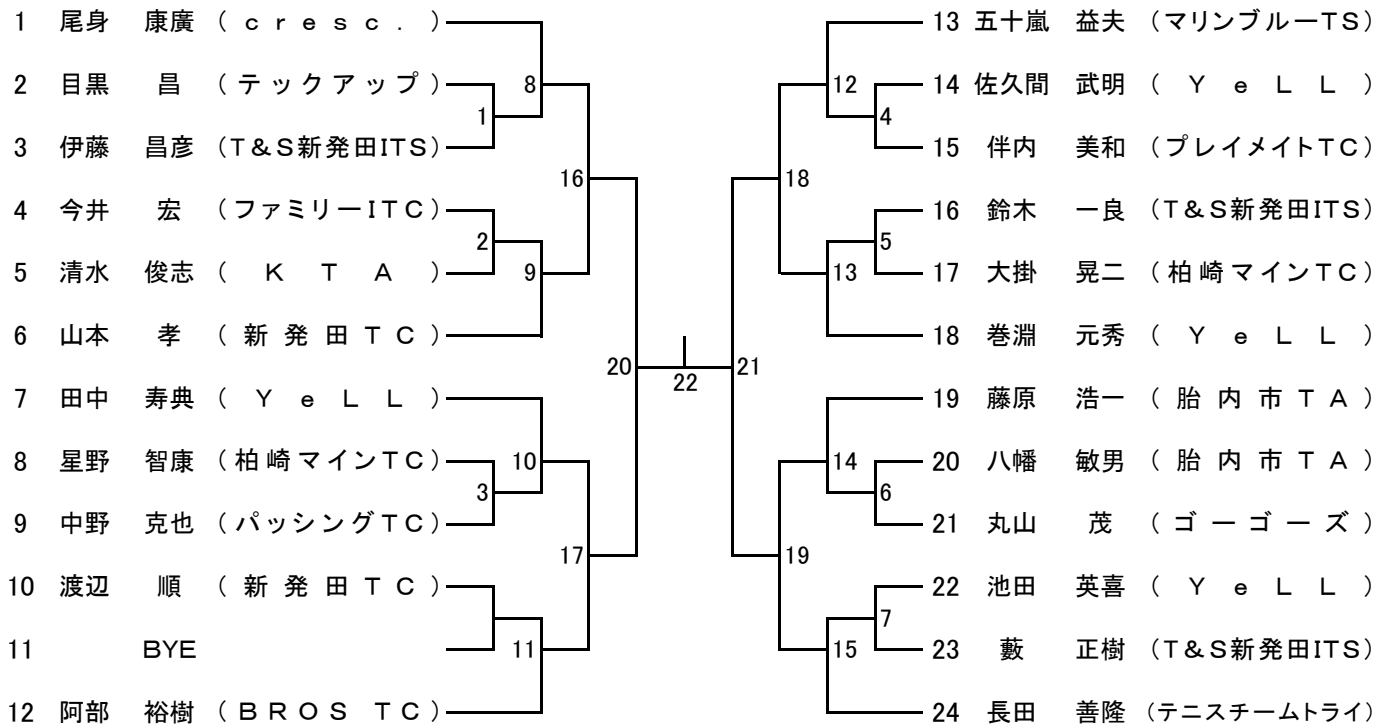 1 尾身 康廣 (cresc.)
2 目黒 昌 (テックアップ)
3 伊藤 昌彦 (T&S新発田ITS)
4 今井 宏 (ファミリーITC)
5 清水 俊志 (KTA)
6 山本 孝 (新発田TC)
7 田中 寿典 (YeLL)
8 星野 智康 (柏崎マインTC)
9 中野 克也 (パッシングTC)
10 渡辺 順 (新発田TC)
11 BYE
12 阿部 裕樹 (BROS TC)
8
1
16
2
9
20
10
3
17
11
22
13 五十嵐 益夫 (マリンブルーTS)
14 佐久間 武明 (YeLL)
15 伴内 美和 (プレイメイトTC)
16 鈴木 一良 (T&S新発田ITS)
17 大掛 晃二 (柏崎マインTC)
18 巻淵 元秀 (YeLL)
19 藤原 浩一 (胎内市TA)
20 八幡 敏男 (胎内市TA)
21 丸山 茂 (ゴーゴーズ)
22 池田 英喜 (YeLL)
23 藪 正樹 (T&S新発田ITS)
24 長田 善隆 (テニスチームトライ)
12
4
18
5
13
21
14
6
19
7
15